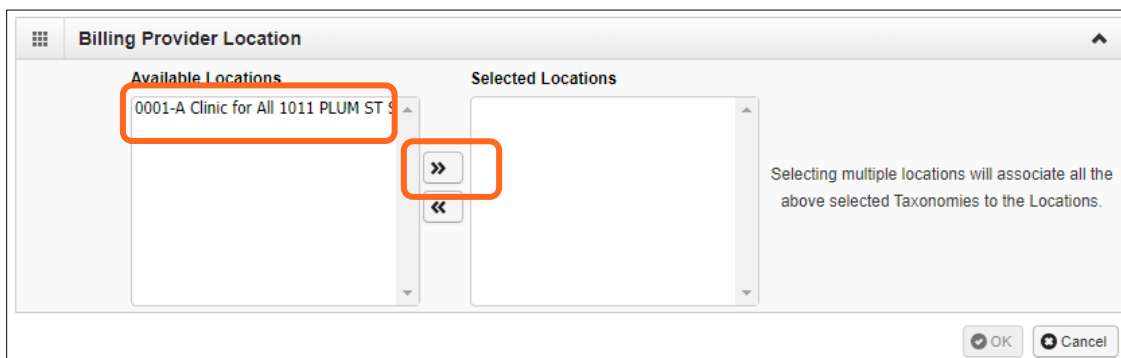 Billing Provider Location
Available Locations
Selected Locations
0001-A Clinic for All 1011 PLUM ST S
Selecting multiple locations will associate all the
above selected Taxonomies to the Locations.
OK
Cancel